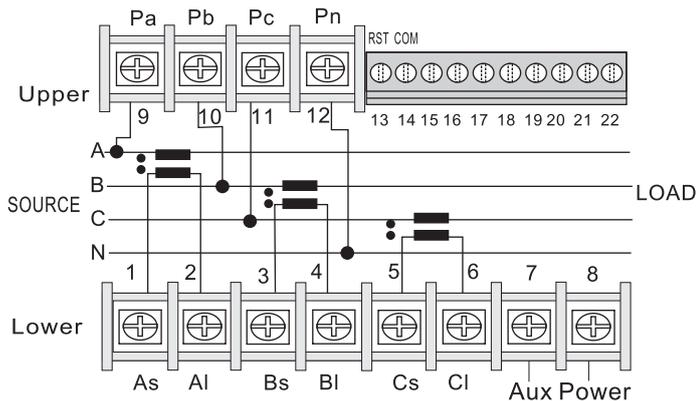 Pa Pb Pc Pn
RST COM
Upper
9 10 11 12 13 14 15 16 17 18 19 20 21 22
A
B
SOURCE LOAD
C
N
1 2 3 4 5 6 7 8
Lower
As Al Bs Bl Cs Cl Aux Power